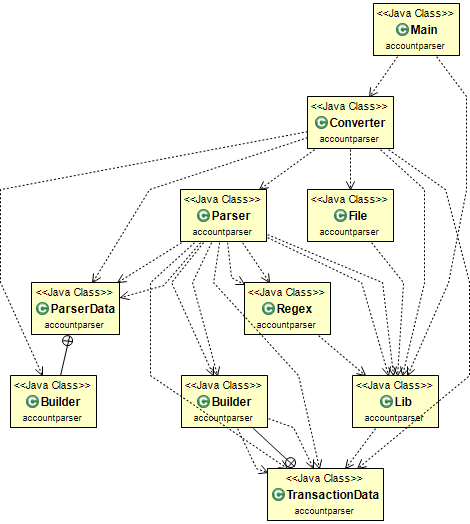 <<Java Class>>
C Main
accountparser
<<Java Class>>
C Converter
accountparser
<<Java Class>>
C Parser
accountparser
<<Java Class>>
C File
accountparser
<<Java Class>>
C ParserData
accountparser
<<Java Class>>
C Regex
accountparser
<<Java Class>>
C Builder
accountparser
<<Java Class>>
C Builder
accountparser
<<Java Class>>
C Lib
accountparser
<<Java Class>>
C TransactionData
accountparser